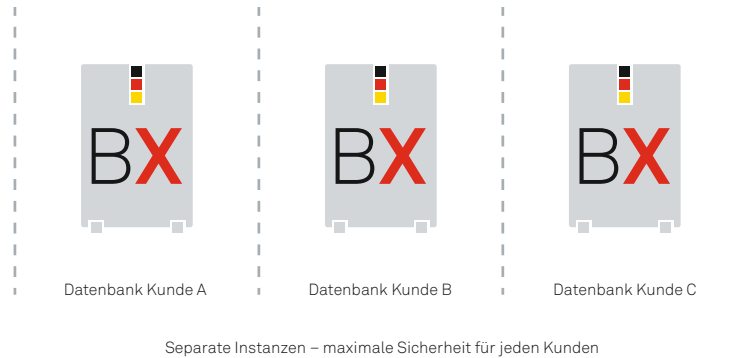 BX BX BX
Datenbank Kunde A Datenbank Kunde B Datenbank Kunde C
Separate Instanzen – maximale Sicherheit für jeden Kunden